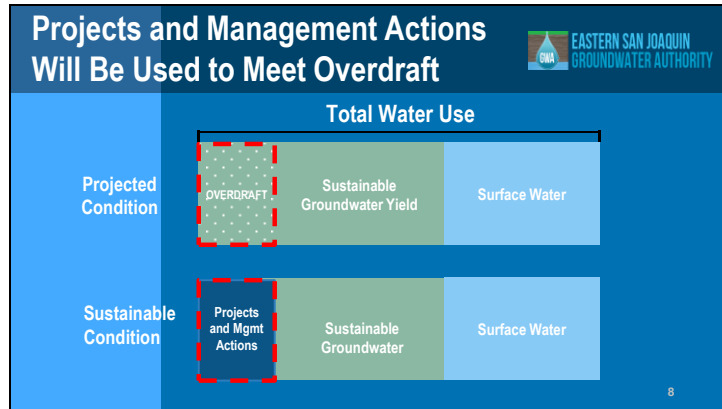 Projects and Management Actions
Will Be Used to Meet Overdraft
GWA
EASTERN SAN JOAQUIN
GROUNDWATER AUTHORITY
Total Water Use
Projected
Condition
OVERDRAFT
Sustainable
Groundwater Yield
Surface Water
Sustainable
Condition
Projects
and Mgmt
Actions
Sustainable
Groundwater
Surface Water
8